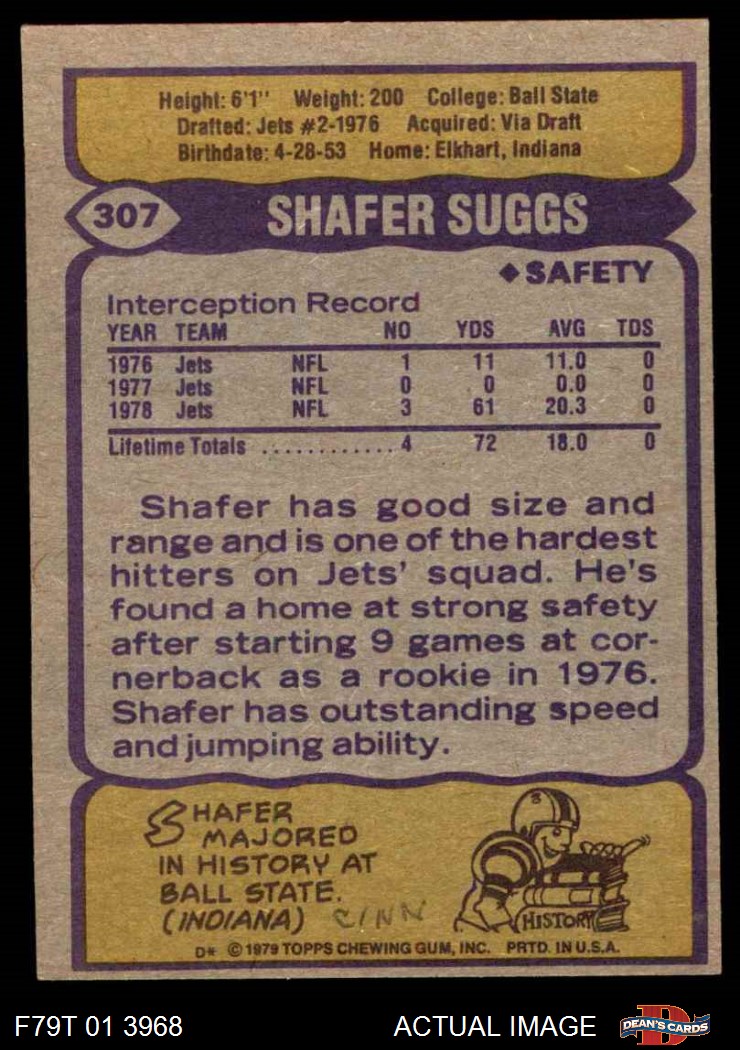 Height: 6'1" Weight: 200 College: Ball State
Drafted: Jets #2-1976 Acquired: Via Draft
Birthdate: 4-28-53 Home: Elkhart, Indiana
307 SHAFER SUGGS
◆SAFETY
Interception Record
YEAR TEAM NO YDS AVG TDS
1976 Jets NFL 1 11 11.0 0
1977 Jets NFL 0 0 0.0 0
1978 Jets NFL 3 61 20.3 0
Lifetime Totals ............ 4 72 18.0 0
Shafer has good size and
range and is one of the hardest
hitters on Jets' squad. He's
found a home at strong safety
after starting 9 games at cor-
nerback as a rookie in 1976.
Shafer has outstanding speed
and jumping ability.
SHAFER
MAJORED
IN HISTORY AT
BALL STATE.
(INDIANA) CINN
HISTORY
D* © 1979 TOPPS CHEWING GUM, INC. PRTD. IN U.S.A.
F79T 01 3968 ACTUAL IMAGE D DEAN'S CARDS